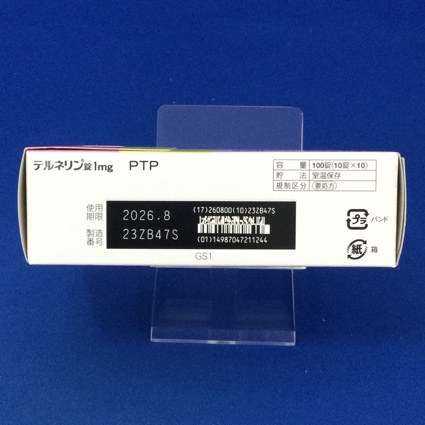 テルネリン錠1mg PTP
容量 100錠(10錠×10)
貯法 室温保存
規制区分 (要処方)
使用期限 2026.8
製造番号 23ZB47S
(17)260800(10)23ZB47S
(01)14987047211244
GS1
プラ バンド
紙 箱